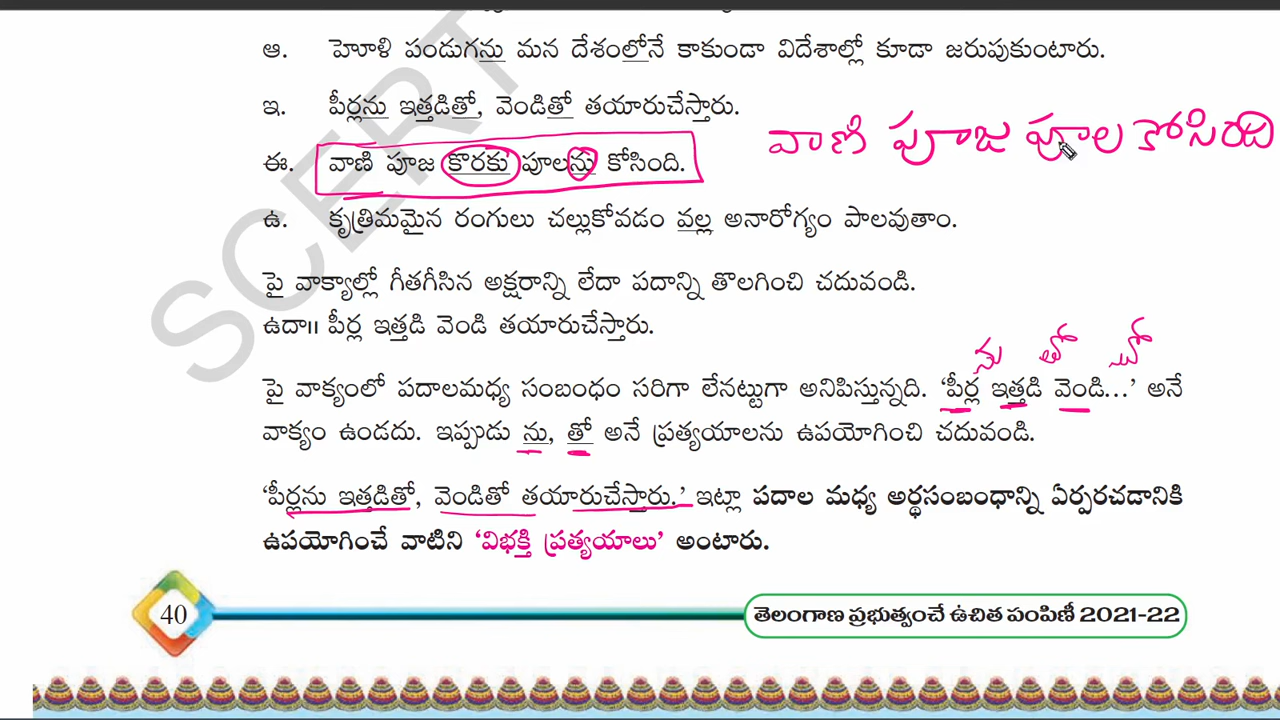 ఆ. హెూళి పండుగను మన దేశంలోనే కాకుండా విదేశాల్లో కూడా జరుపుకుంటారు.
ఇ. పీర్లను ఇత్తడితో, వెండితో తయారుచేస్తారు.
వాణి పూజ పూల కోసింది
ఈ. వాణి పూజ కొరకు పూలను కోసింది.
ఉ. కృత్రిమమైన రంగులు చల్లుకోవడం వల్ల అనారోగ్యం పాలవుతాం.
పై వాక్యాల్లో గీతగీసిన అక్షరాన్ని లేదా పదాన్ని తొలగించి చదువండి.
ఉదా॥ పీర్ల ఇత్తడి వెండి తయారుచేస్తారు.
ను తో తో
పై వాక్యంలో పదాలమధ్య సంబంధం సరిగా లేనట్టుగా అనిపిస్తున్నది. ‘పీర్ల ఇత్తడి వెండి...’ అనే
వాక్యం ఉండదు. ఇప్పుడు ను, తో అనే ప్రత్యయాలను ఉపయోగించి చదువండి.
‘పీర్లను ఇత్తడితో, వెండితో తయారుచేస్తారు.’ ఇట్లా పదాల మధ్య అర్థసంబంధాన్ని ఏర్పరచడానికి
ఉపయోగించే వాటిని ‘విభక్తి ప్రత్యయాలు’ అంటారు.
40 తెలంగాణ ప్రభుత్వంచే ఉచిత పంపిణీ 2021-22
SCERT